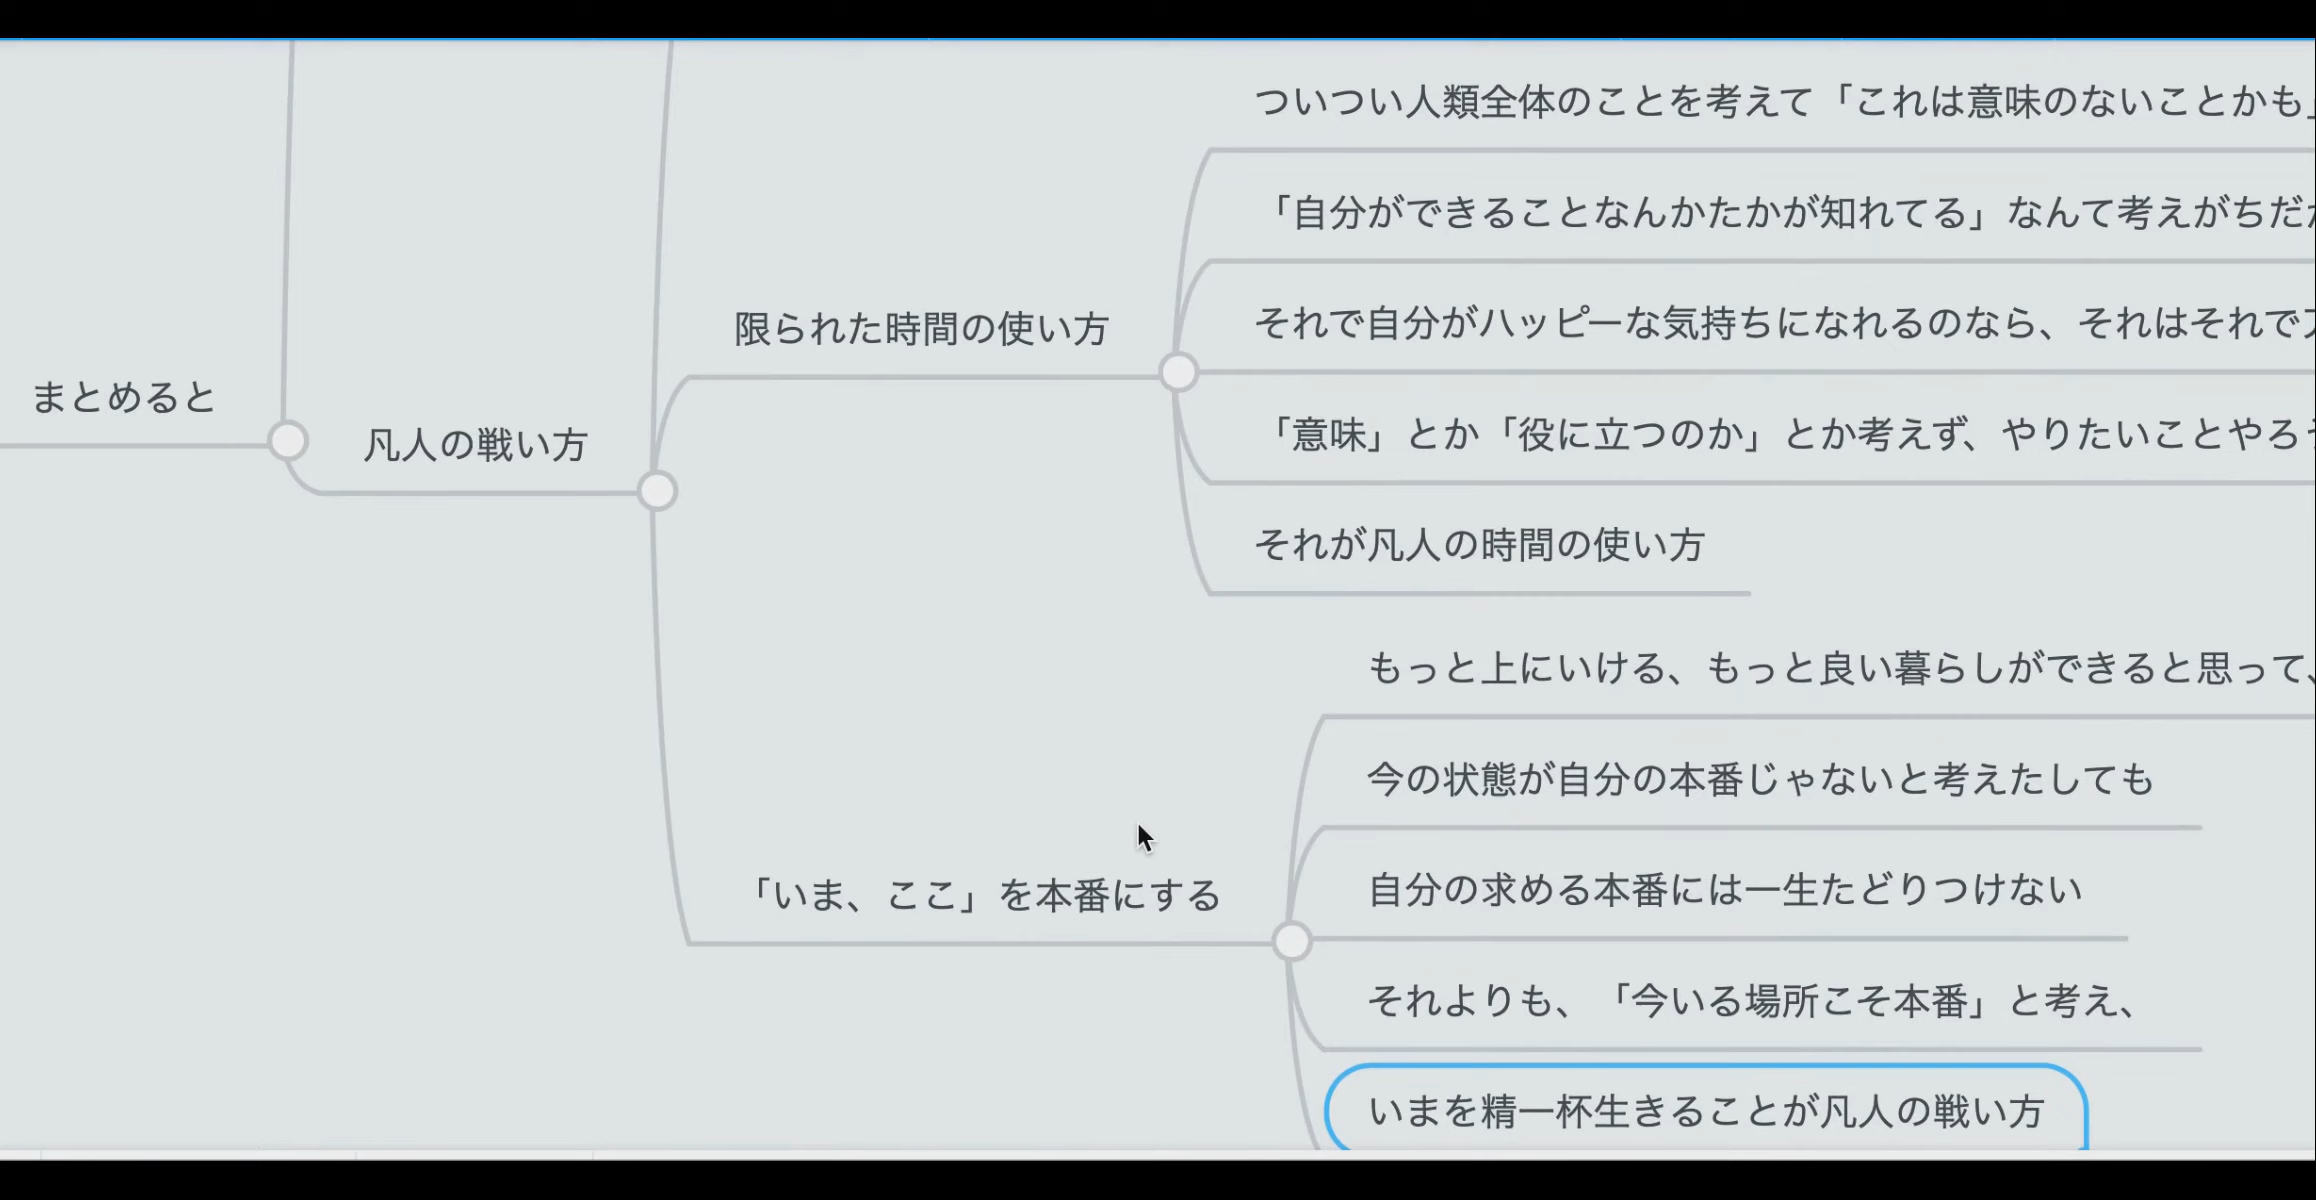 まとめると
凡人の戦い方
限られた時間の使い方
ついつい人類全体のことを考えて「これは意味のないことかも」
「自分ができることなんかたかが知れてる」なんて考えがちだ
それで自分がハッピーな気持ちになれるのなら、それはそれで
「意味」とか「役に立つのか」とか考えず、やりたいことやろ
それが凡人の時間の使い方
「いま、ここ」を本番にする
もっと上にいける、もっと良い暮らしができると思って、
今の状態が自分の本番じゃないと考えたしても
自分の求める本番には一生たどりつけない
それよりも、「今いる場所こそ本番」と考え、
いまを精一杯生きることが凡人の戦い方